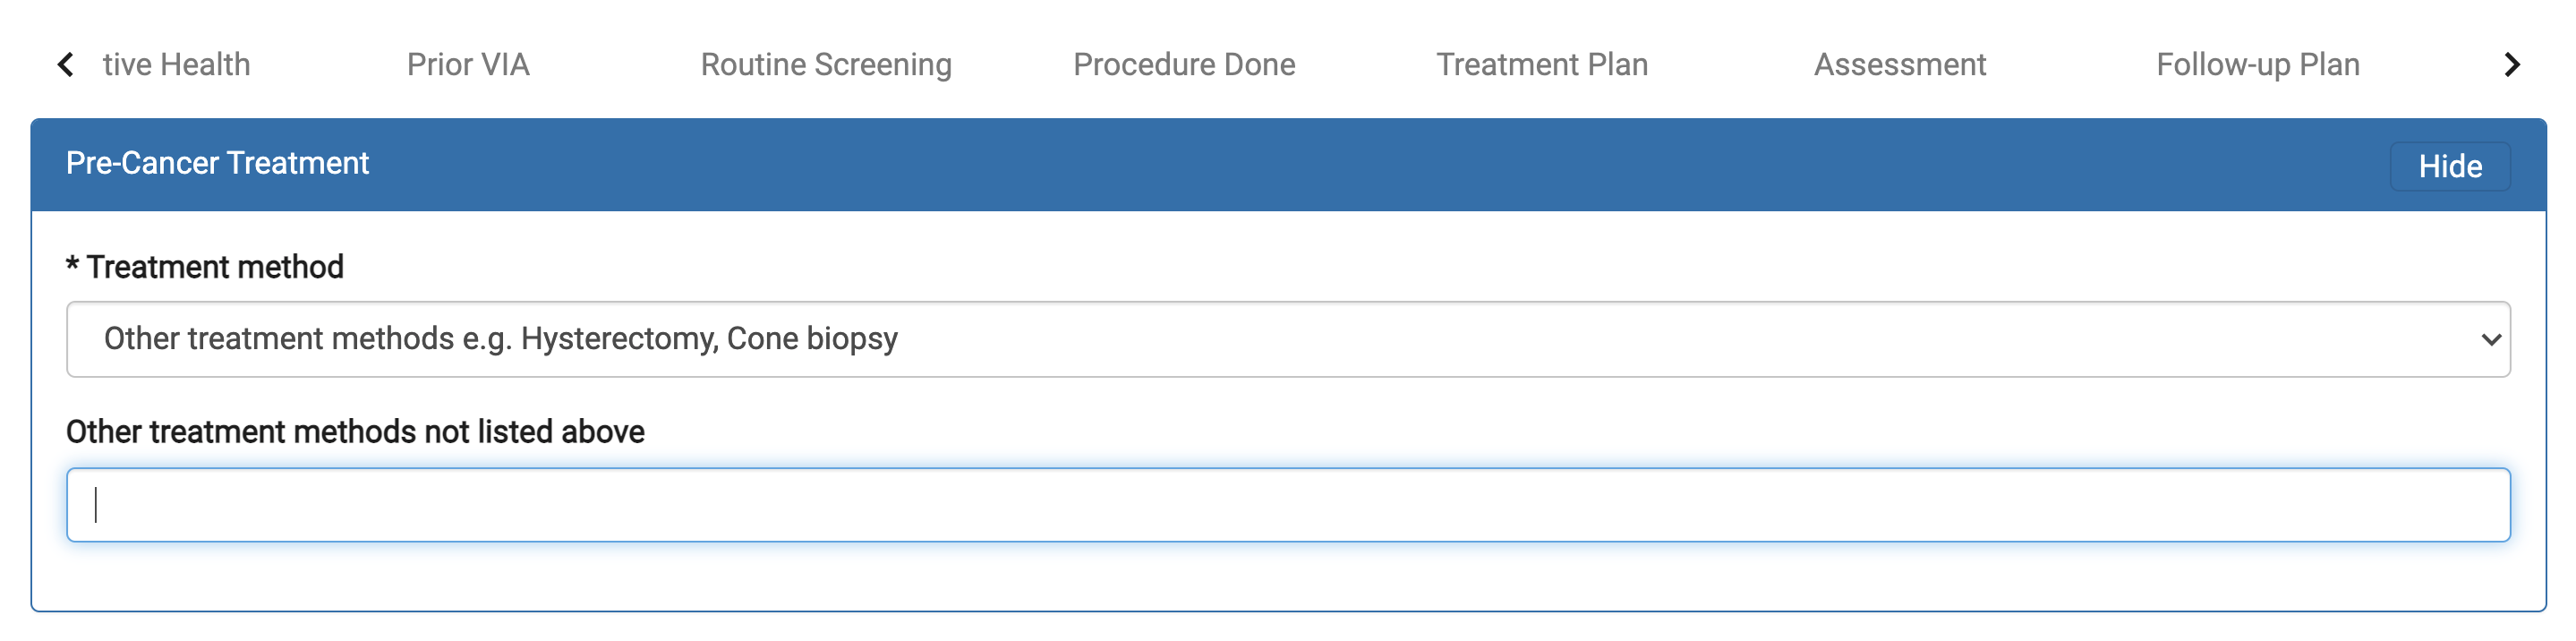 tive Health Prior VIA Routine Screening Procedure Done Treatment Plan Assessment Follow-up Plan
Pre-Cancer Treatment Hide
* Treatment method
Other treatment methods e.g. Hysterectomy, Cone biopsy
Other treatment methods not listed above